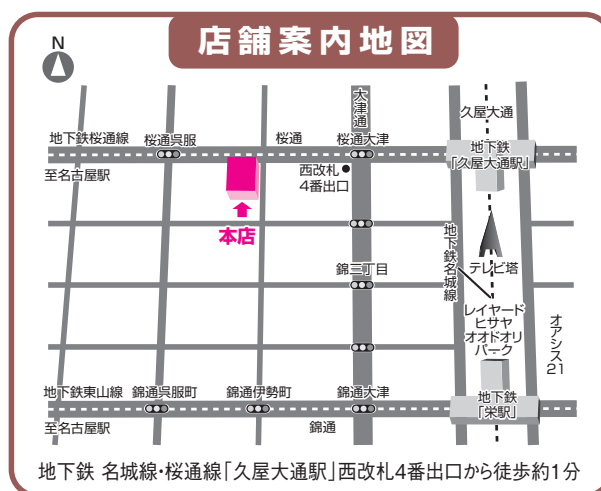 店舗案内地図
N
大津通
久屋大通
地下鉄桜通線
桜通呉服
桜通
桜通大津
地下鉄
「久屋大通駅」
至名古屋駅
西改札
4番出口
本店
地下鉄名城線
テレビ塔
錦三丁目
レイヤード
ヒサヤ
オオドオリ
パーク
オアシス21
地下鉄東山線
錦通呉服町
錦通伊勢町
錦通大津
地下鉄
「栄駅」
至名古屋駅
錦通
地下鉄 名城線・桜通線「久屋大通駅」西改札4番出口から徒歩約1分